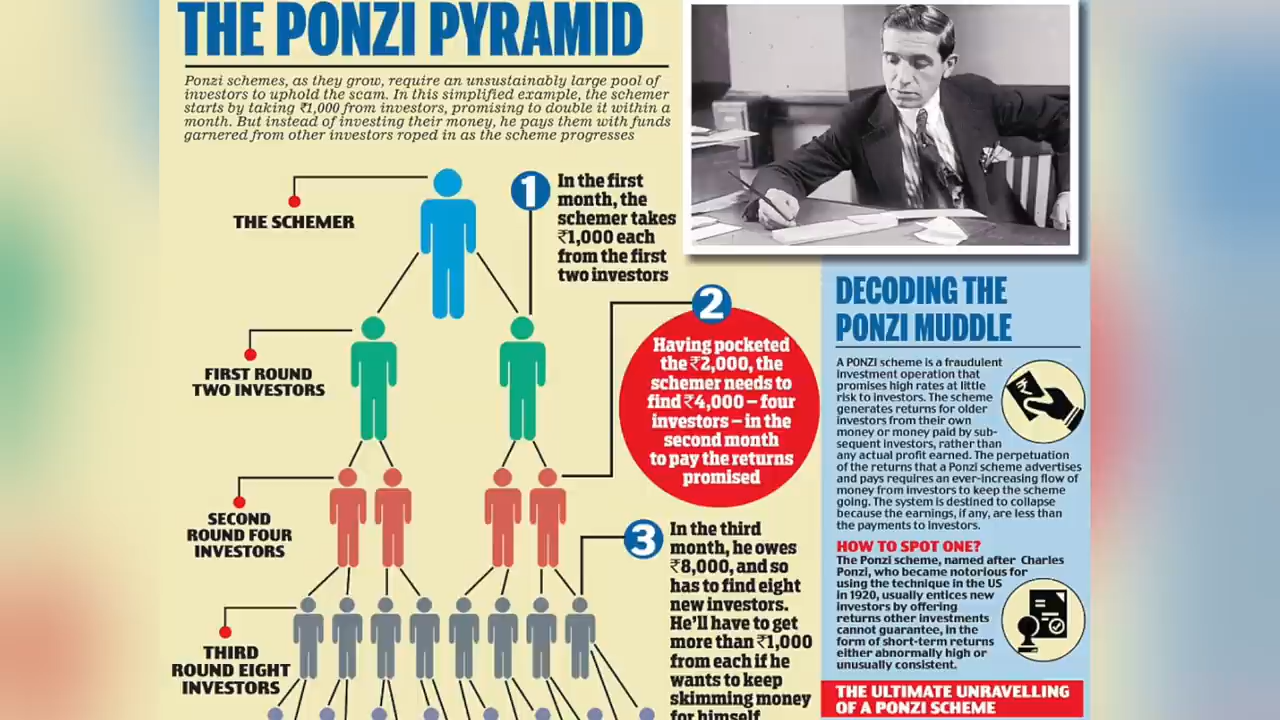 THE PONZI PYRAMID
Ponzi schemes, as they grow, require an unsustainably large pool of
investors to uphold the scam. In this simplified example, the schemer
starts by taking ₹1,000 from investors, promising to double it within a
month. But instead of investing their money, he pays them with funds
garnered from other investors roped in as the scheme progresses
THE SCHEMER
1
In the first
month, the
schemer takes
₹1,000 each
from the first
two investors
FIRST ROUND
TWO INVESTORS
2
Having pocketed
the ₹2,000, the
schemer needs to
find ₹4,000 – four
investors – in the
second month
to pay the returns
promised
SECOND
ROUND FOUR
INVESTORS
3
In the third
month, he owes
₹8,000, and so
has to find eight
new investors.
He'll have to get
more than ₹1,000
from each if he
wants to keep
skimming money
for himself
THIRD
ROUND EIGHT
INVESTORS
DECODING THE
PONZI MUDDLE
A PONZI scheme is a fraudulent
investment operation that
promises high rates at little
risk to investors. The scheme
generates returns for older
investors from their own
money or money paid by sub-
sequent investors, rather than
any actual profit earned. The perpetuation
of the returns that a Ponzi scheme advertises
and pays requires an ever-increasing flow of
money from investors to keep the scheme
going. The system is destined to collapse
because the earnings, if any, are less than
the payments to investors.
₹
HOW TO SPOT ONE?
The Ponzi scheme, named after Charles
Ponzi, who became notorious for
using the technique in the US
in 1920, usually entices new
investors by offering
returns other investments
cannot guarantee, in the
form of short-term returns
either abnormally high or
unusually consistent.
THE ULTIMATE UNRAVELLING
OF A PONZI SCHEME